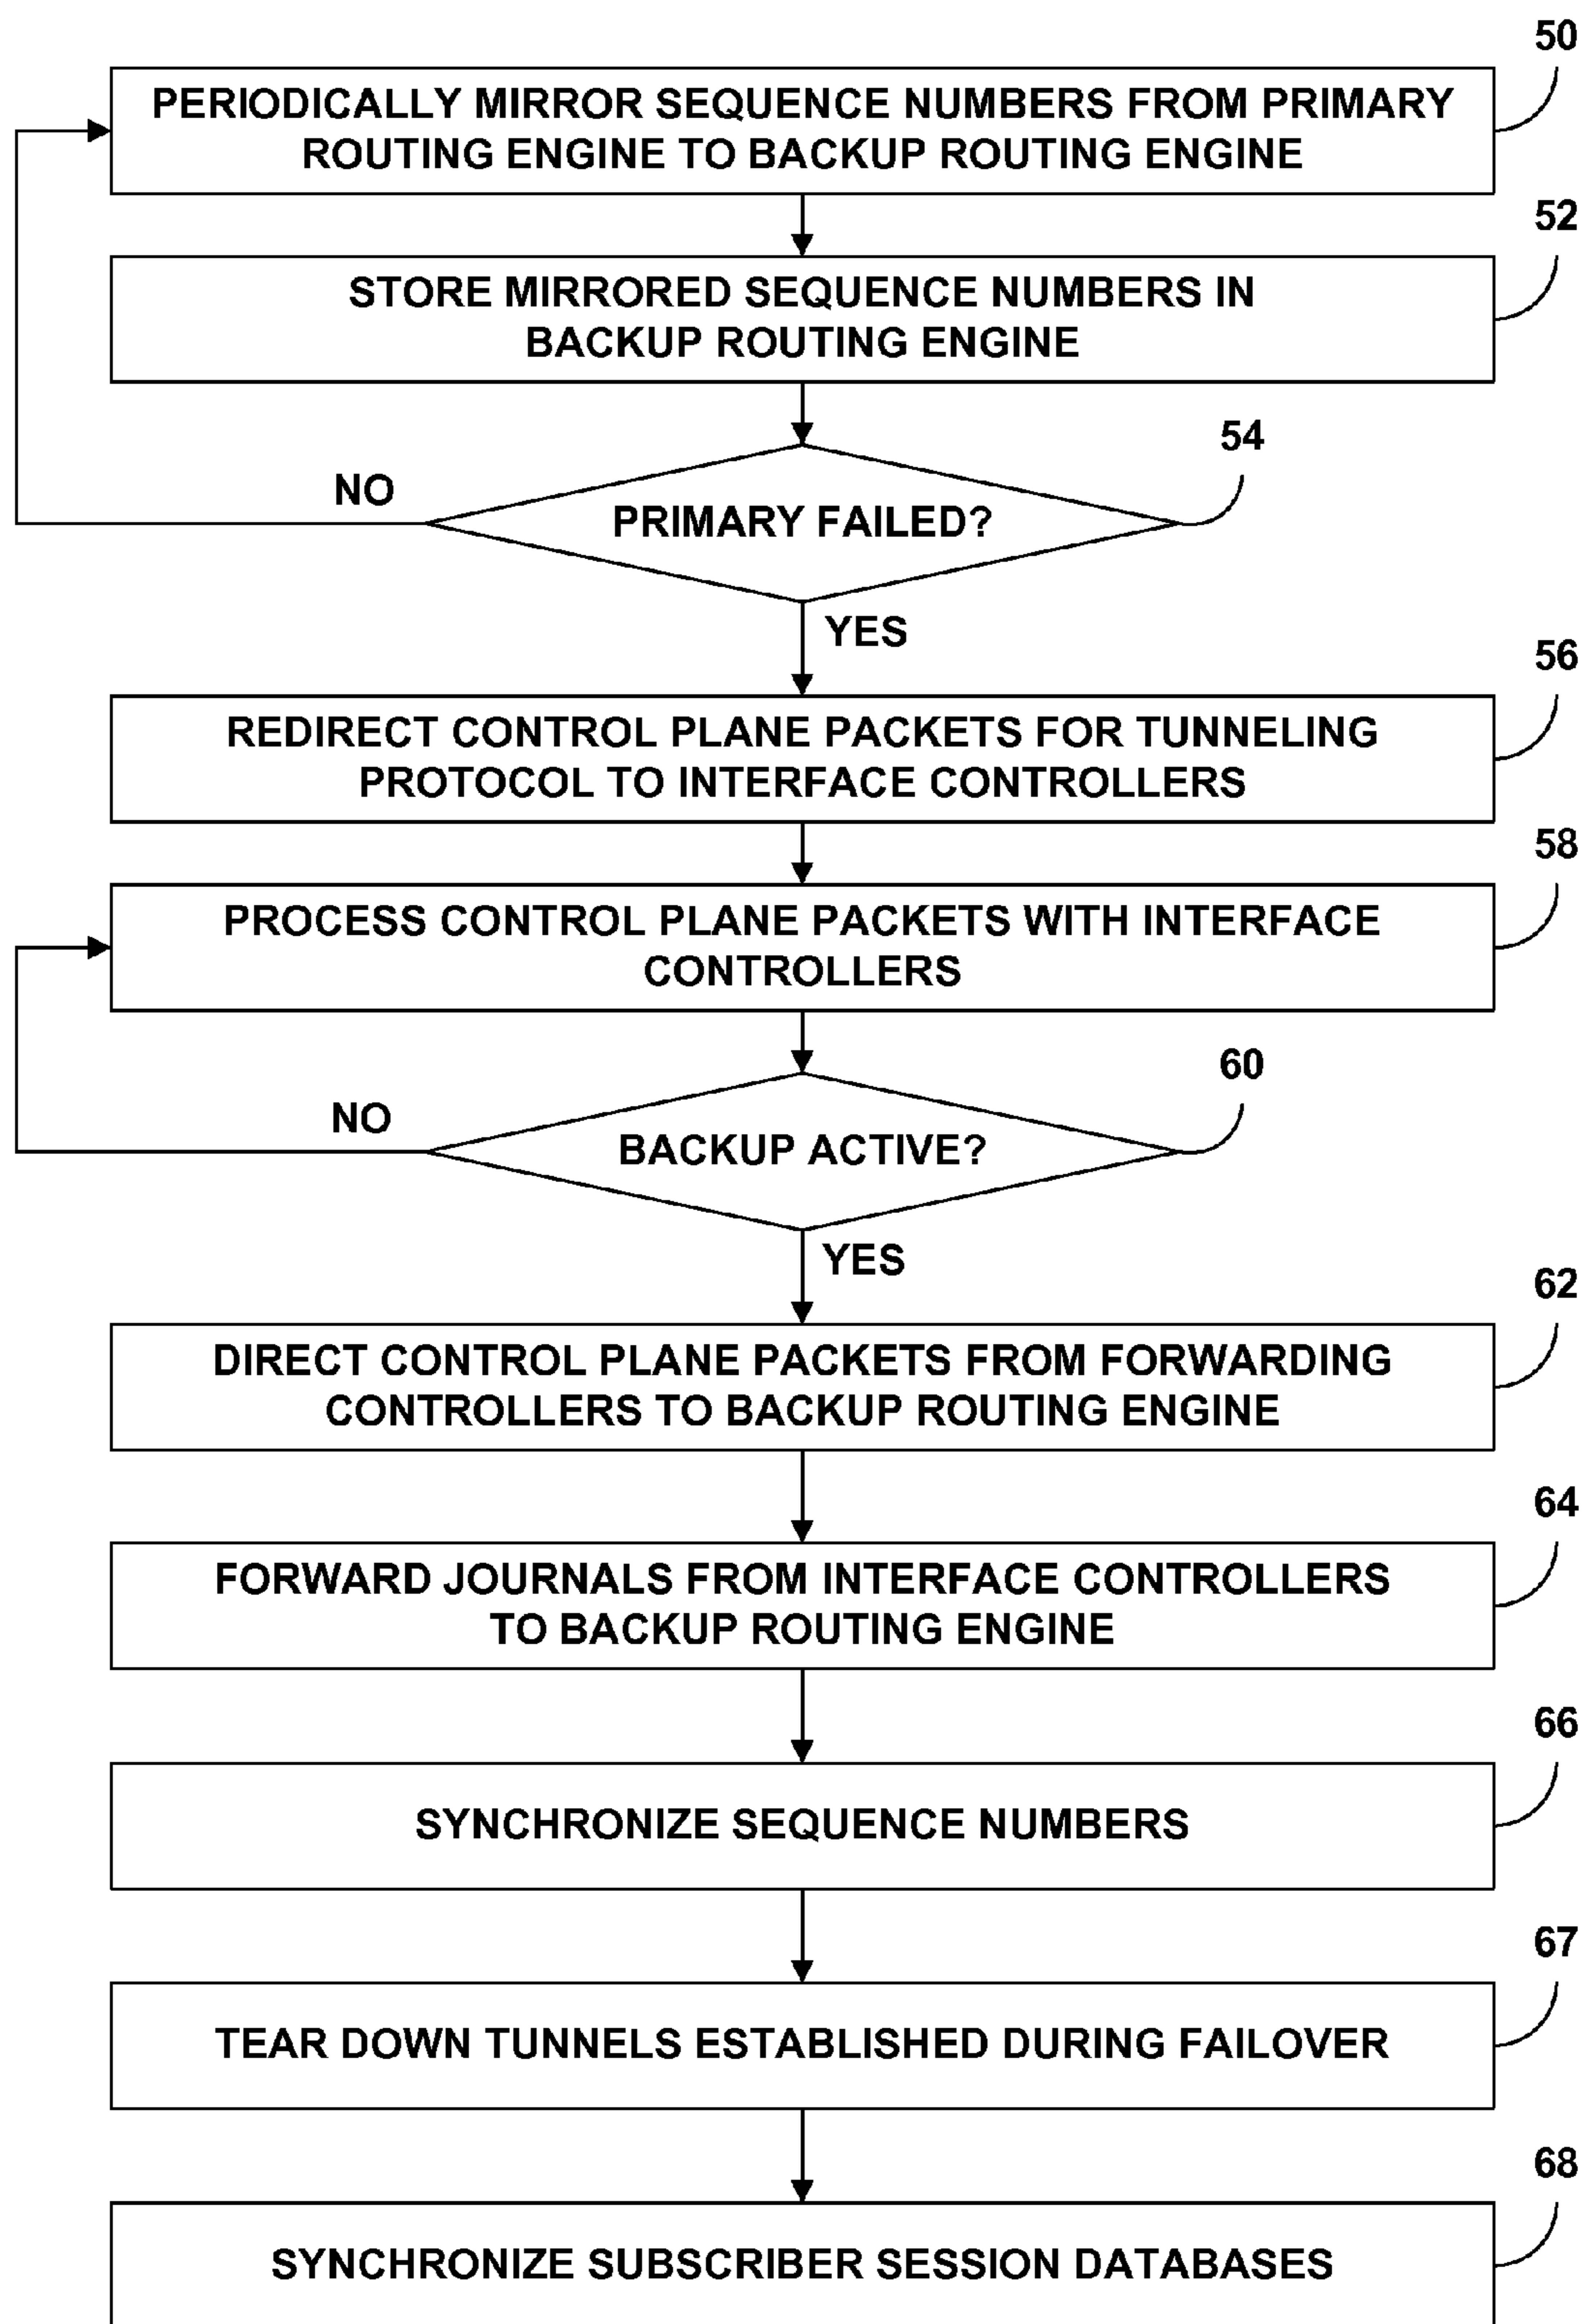 50
PERIODICALLY MIRROR SEQUENCE NUMBERS FROM PRIMARY
ROUTING ENGINE TO BACKUP ROUTING ENGINE
52
STORE MIRRORED SEQUENCE NUMBERS IN
BACKUP ROUTING ENGINE
54
NO
PRIMARY FAILED?
YES
56
REDIRECT CONTROL PLANE PACKETS FOR TUNNELING
PROTOCOL TO INTERFACE CONTROLLERS
58
PROCESS CONTROL PLANE PACKETS WITH INTERFACE
CONTROLLERS
60
NO
BACKUP ACTIVE?
YES
62
DIRECT CONTROL PLANE PACKETS FROM FORWARDING
CONTROLLERS TO BACKUP ROUTING ENGINE
64
FORWARD JOURNALS FROM INTERFACE CONTROLLERS
TO BACKUP ROUTING ENGINE
66
SYNCHRONIZE SEQUENCE NUMBERS
67
TEAR DOWN TUNNELS ESTABLISHED DURING FAILOVER
68
SYNCHRONIZE SUBSCRIBER SESSION DATABASES